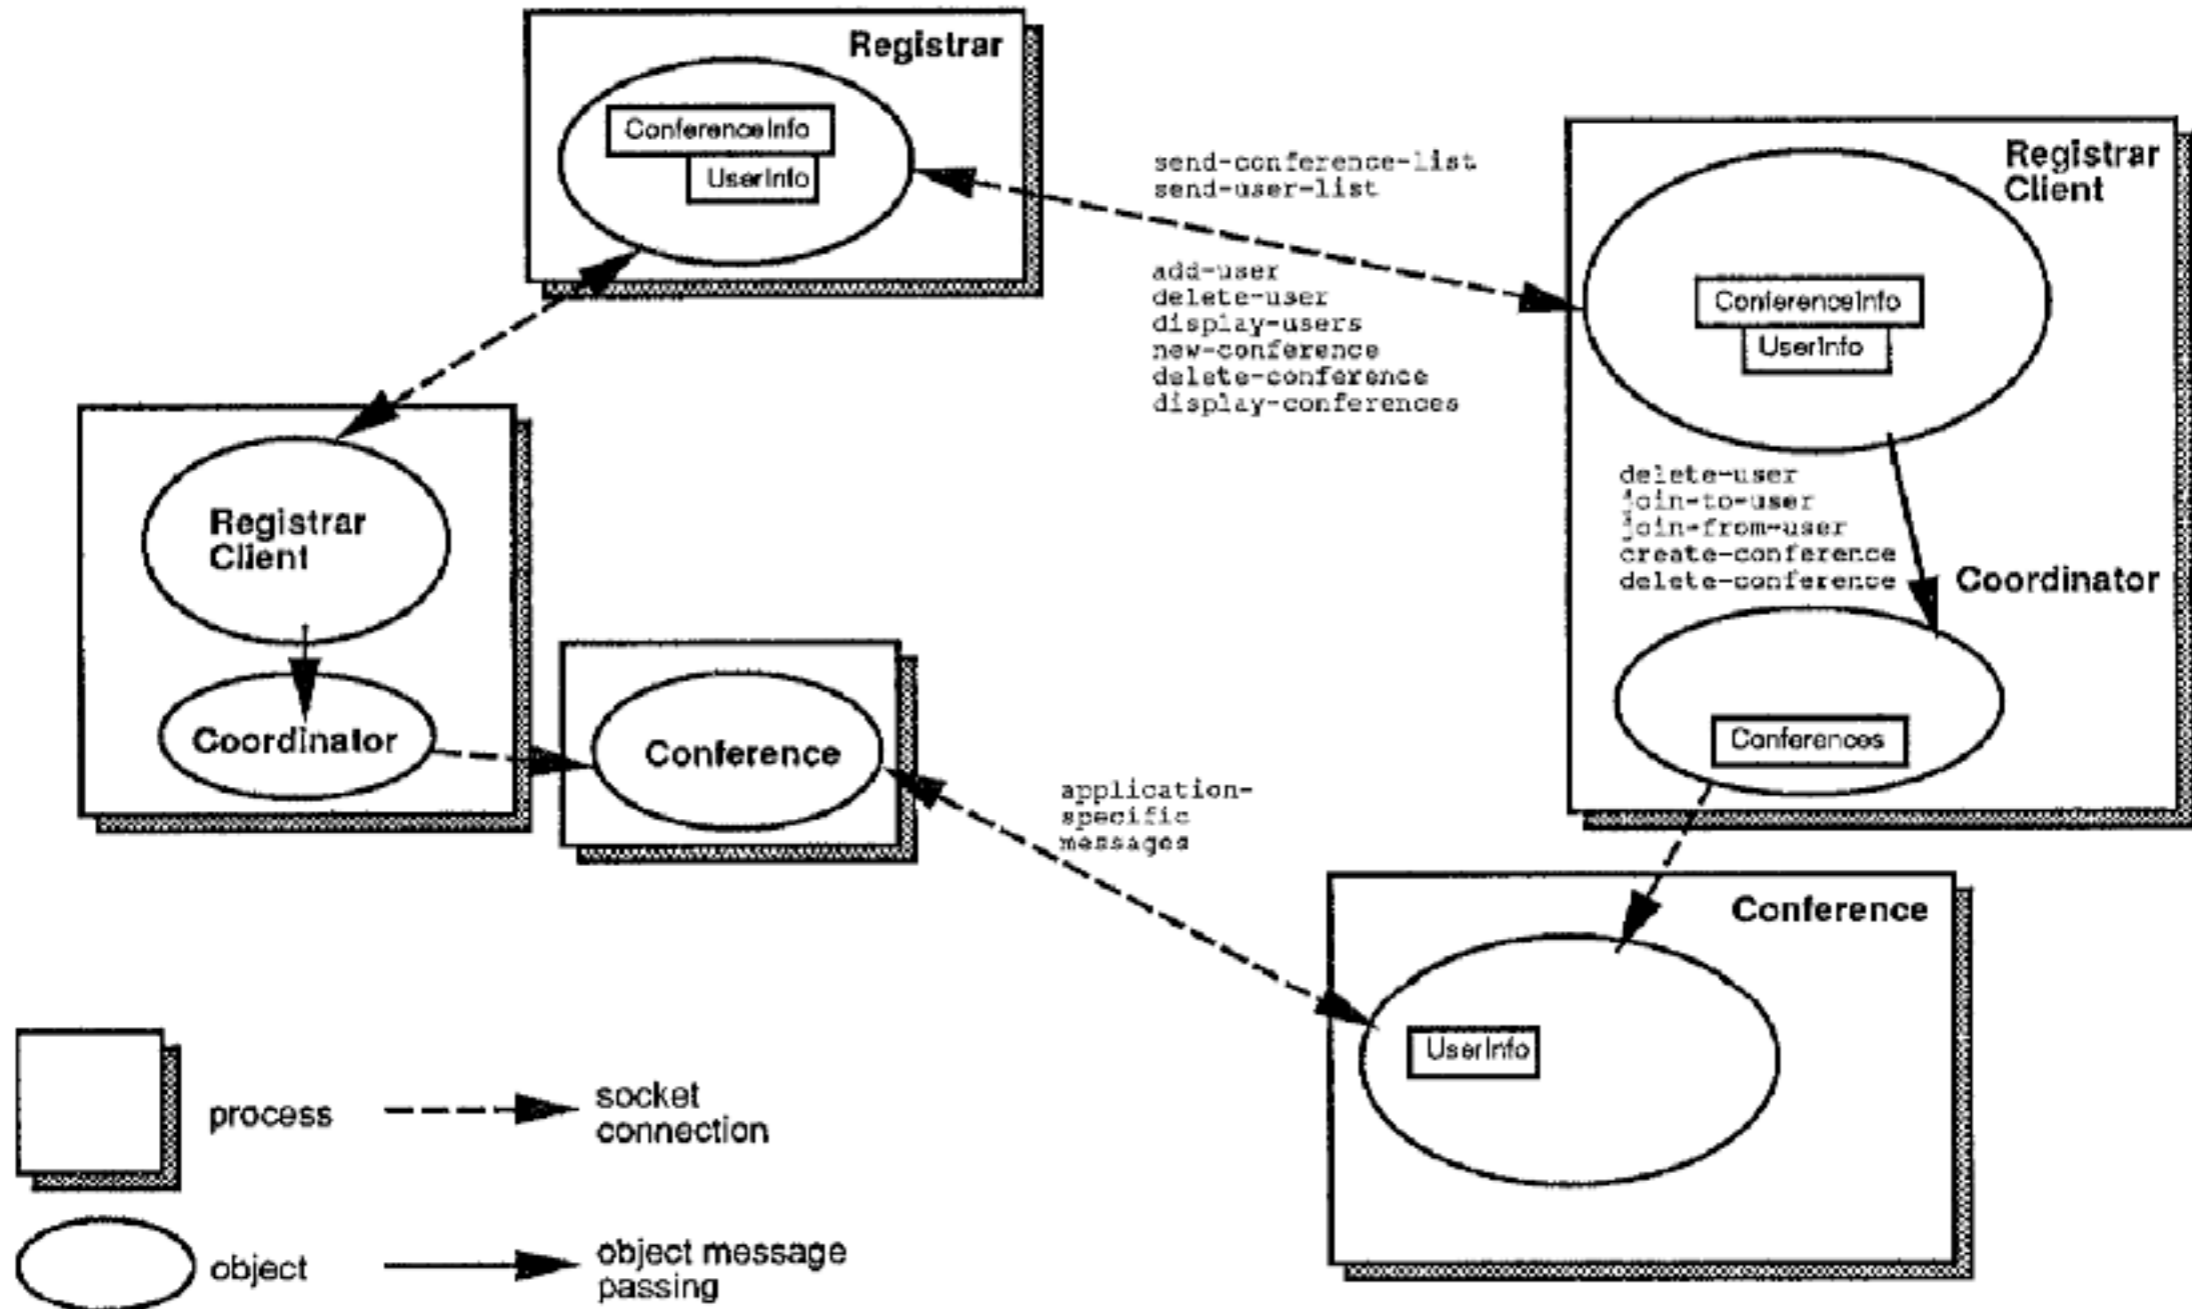 Registrar
ConferenceInfo
UserInfo
send-conference-list
send-user-list
add-user
delete-user
display-users
new-conference
delete-conference
display-conferences
Registrar
Client
ConferenceInfo
UserInfo
delete-user
join-to-user
join-from-user
create-conference
delete-conference
Coordinator
Conferences
Registrar
Client
Coordinator
Conference
application-
specific
messages
Conference
UserInfo
process
socket
connection
object
object message
passing